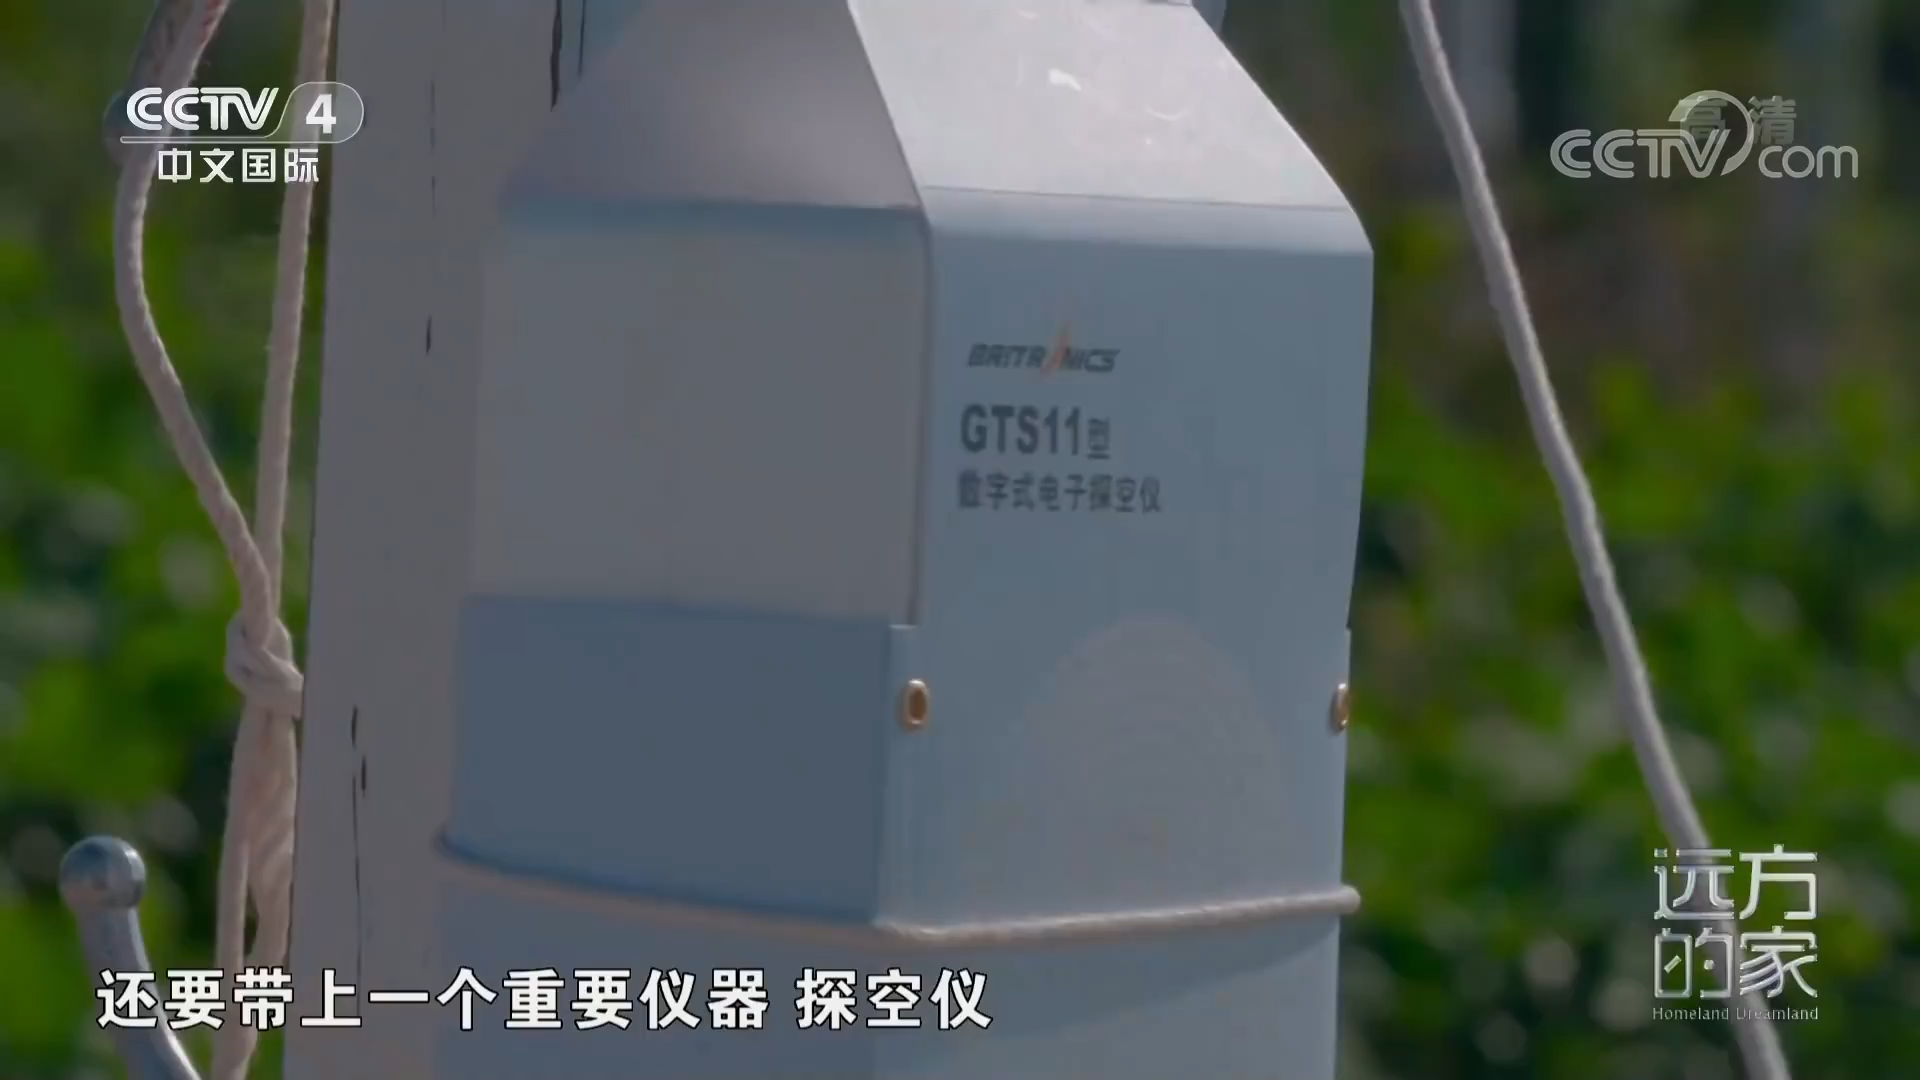 CCTV 4
中文国际
高清
CCTV.com
BRITRONICS
GTS11型
数字式电子探空仪
远方
的家
Homeland Dreamland
还要带上一个重要仪器 探空仪